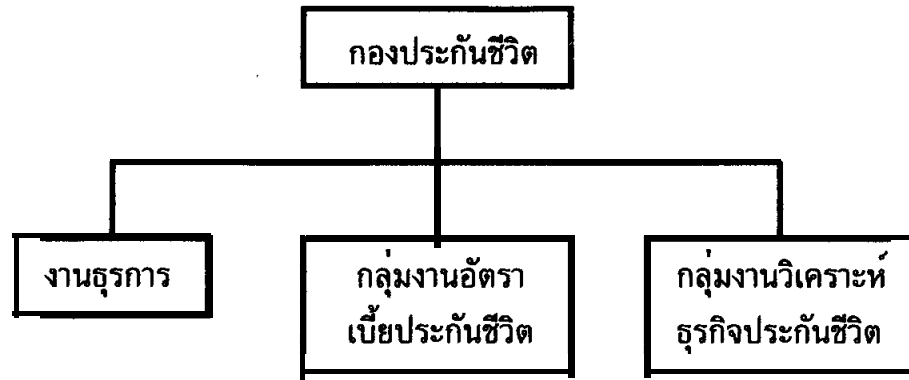 กองประกันชีวิต
งานธุรการ
กลุ่มงานอัตรา
เบี้ยประกันชีวิต
กลุ่มงานวิเคราะห์
ธุรกิจประกันชีวิต